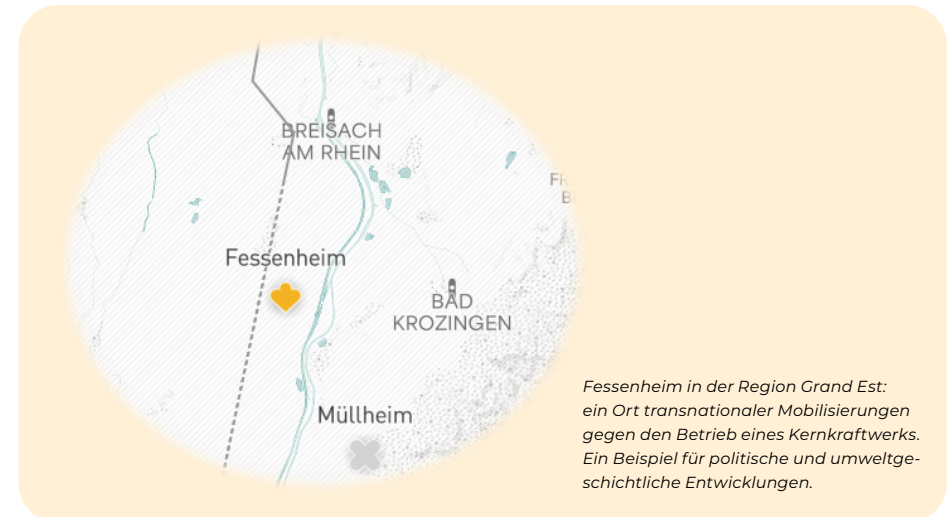 BREISACH
AM RHEIN
FR
B
Fessenheim
BAD
KROZINGEN
Müllheim
Fessenheim in der Region Grand Est:
ein Ort transnationaler Mobilisierungen
gegen den Betrieb eines Kernkraftwerks.
Ein Beispiel für politische und umweltge-
schichtliche Entwicklungen.